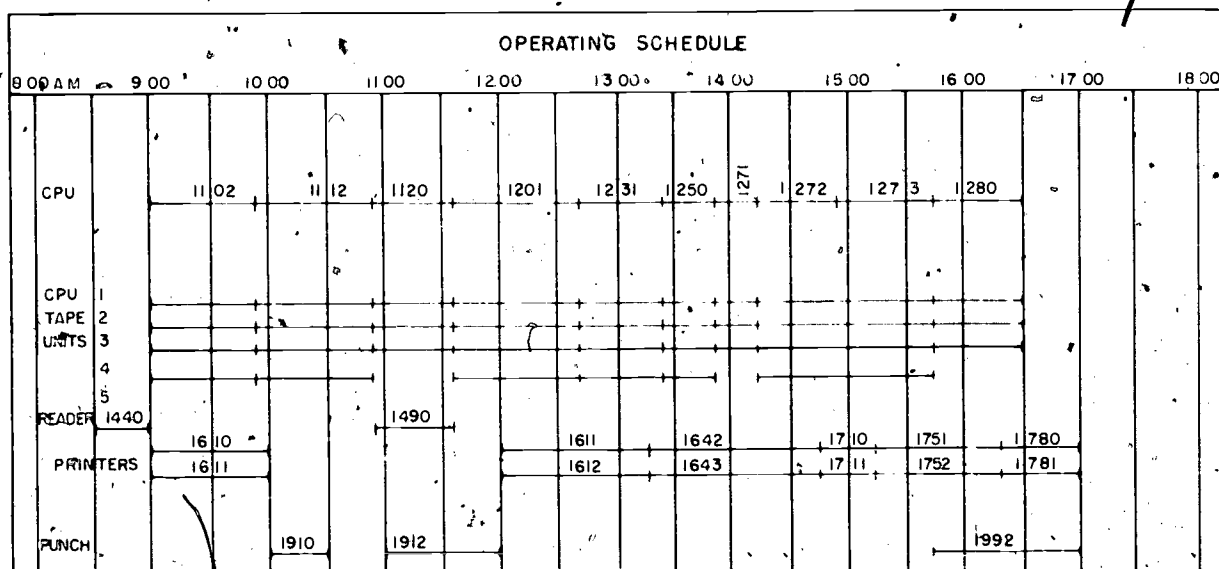 OPERATING SCHEDULE
8 00 AM 9 00 10 00 11 00 12 00 13 00 14 00 15 00 16 00 17 00 18 00
CPU 1102 1112 1120 1201 1231 1250 1271 1272 1273 1280
CPU 1
TAPE 2
UNITS 3
4
5
READER 1440 1490
1610 1611 1642 1710 1751 1780
PRINTERS 1611 1612 1643 1711 1752 1781
PUNCH 1910 1912 1992